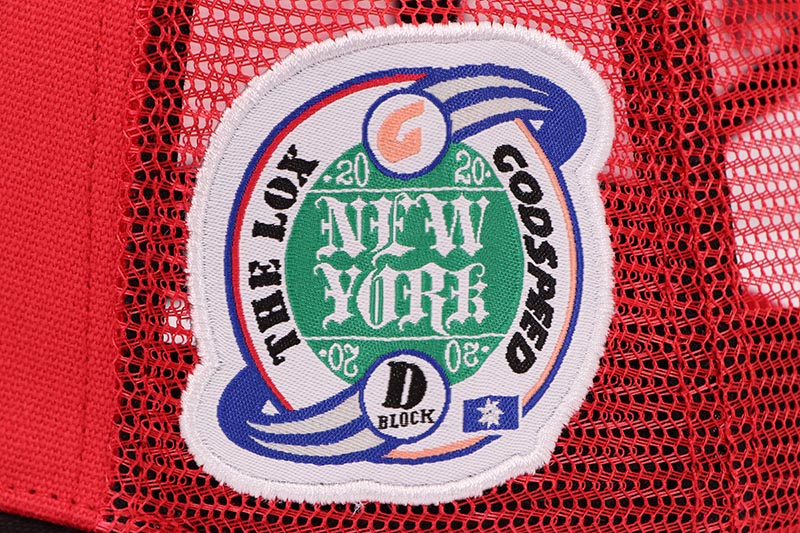 G
THE LOX
GODSPEED
·20 20·
NEW
YORK
·20 20·
D
BLOCK